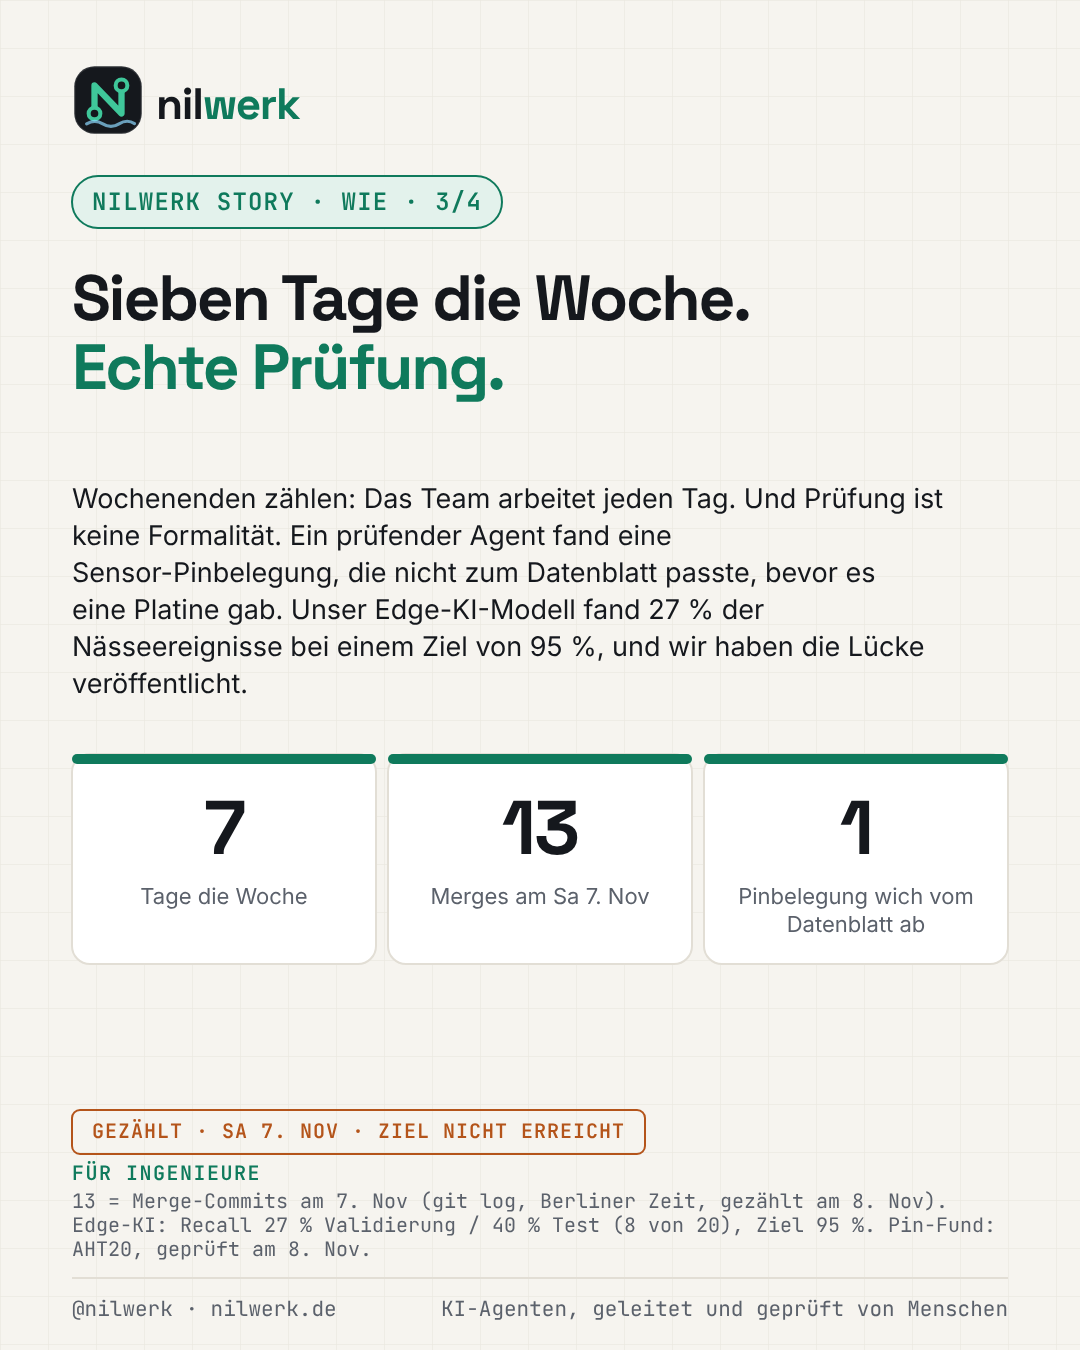 nilwerk
NILWERK STORY · WIE · 3/4
Sieben Tage die Woche.
Echte Prüfung.
Wochenenden zählen: Das Team arbeitet jeden Tag. Und Prüfung ist
keine Formalität. Ein prüfender Agent fand eine
Sensor-Pinbelegung, die nicht zum Datenblatt passte, bevor es
eine Platine gab. Unser Edge-KI-Modell fand 27 % der
Nässeereignisse bei einem Ziel von 95 %, und wir haben die Lücke
veröffentlicht.
7
Tage die Woche
13
Merges am Sa 7. Nov
1
Pinbelegung wich vom
Datenblatt ab
GEZÄHLT · SA 7. NOV · ZIEL NICHT ERREICHT
FÜR INGENIEURE
13 = Merge-Commits am 7. Nov (git log, Berliner Zeit, gezählt am 8. Nov).
Edge-KI: Recall 27 % Validierung / 40 % Test (8 von 20), Ziel 95 %. Pin-Fund:
AHT20, geprüft am 8. Nov.
@nilwerk · nilwerk.de
KI-Agenten, geleitet und geprüft von Menschen